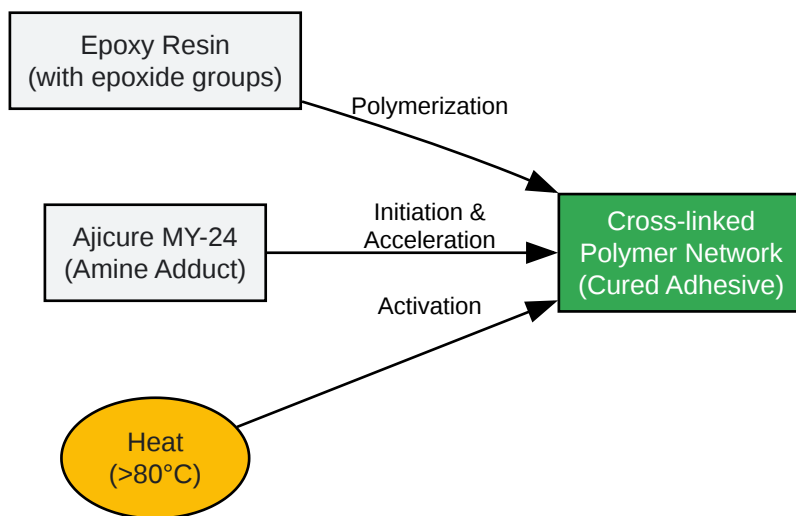 Epoxy Resin
(with epoxide groups)
Polymerization
Ajicure MY-24
(Amine Adduct)
Initiation &
Acceleration
Cross-linked
Polymer Network
(Cured Adhesive)
Activation
Heat
(>80°C)